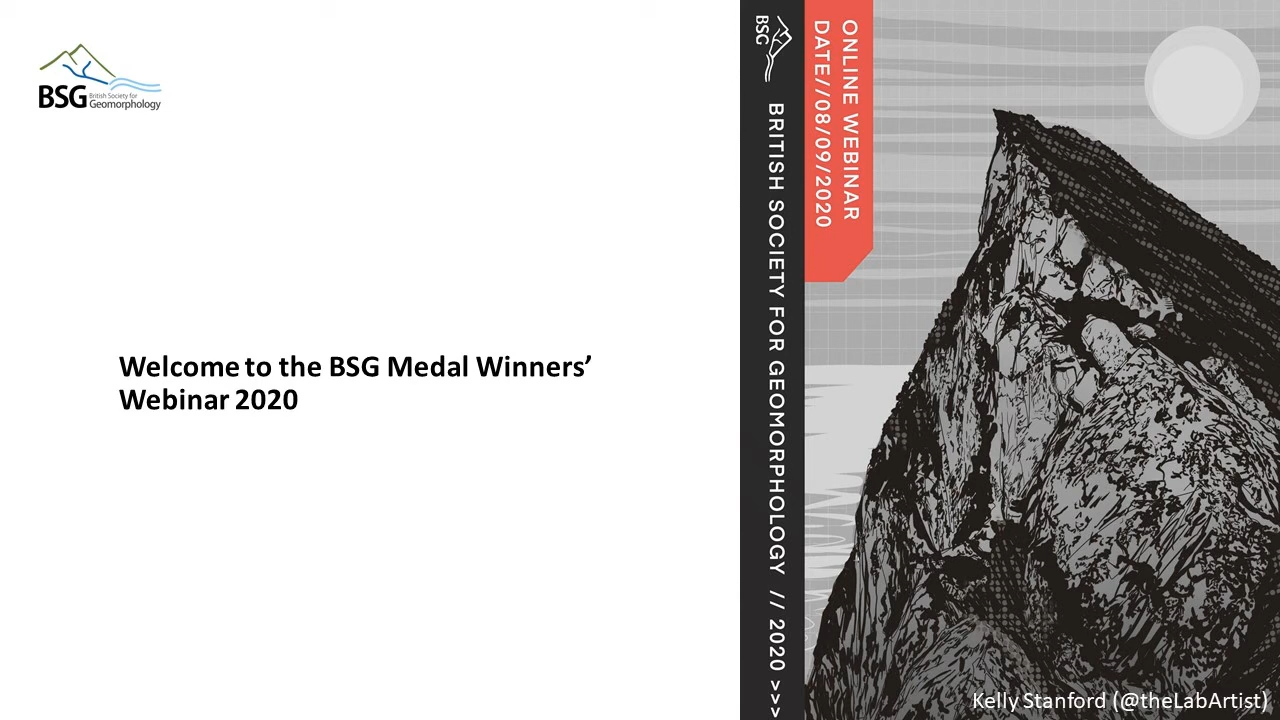 BSG
British Society for
Geomorphology
Welcome to the BSG Medal Winners’
Webinar 2020
BSG
BRITISH SOCIETY FOR GEOMORPHOLOGY // 2020 >>>
ONLINE WEBINAR
DATE//08/09/2020
Kelly Stanford (@theLabArtist)